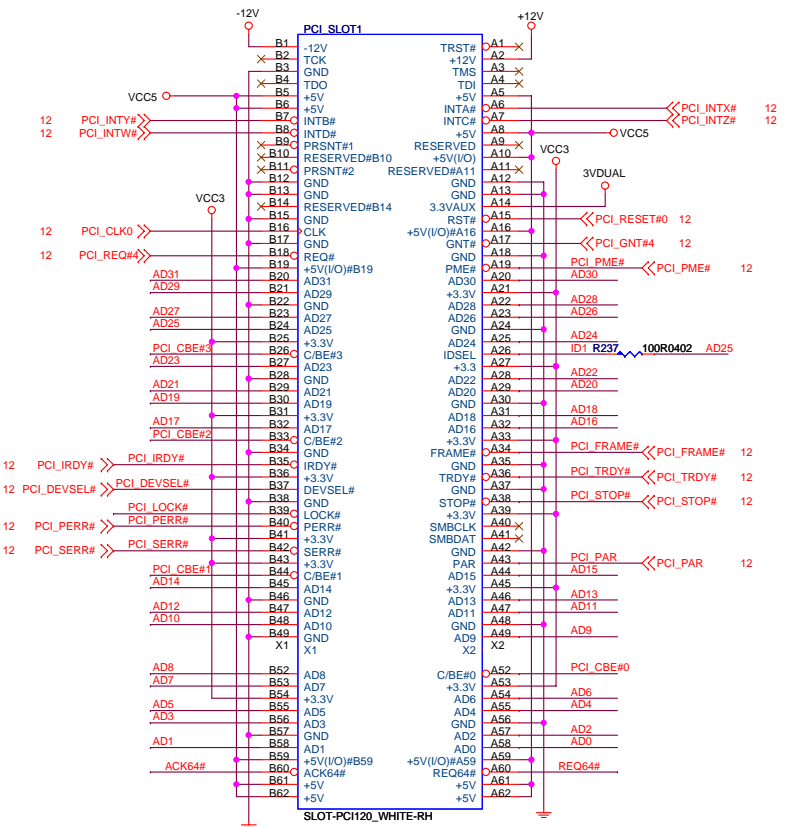 -12V +12V
PCI_SLOT1
B1 -12V TRST# A1
B2 TCK +12V A2
B3 GND TMS A3
B4 TDO TDI A4
VCC5 B5 +5V +5V A5
B6 +5V INTA# A6 PCI_INTX# 12
12 PCI_INTY# B7 INTB# INTC# A7 PCI_INTZ# 12
12 PCI_INTW# B8 INTD# +5V A8 VCC5
B9 PRSNT#1 RESERVED A9
B10 RESERVED#B10 +5V(I/O) A10 VCC3
B11 PRSNT#2 RESERVED#A11 A11
B12 GND GND A12 3VDUAL
B13 GND GND A13
VCC3 B14 RESERVED#B14 3.3VAUX A14
B15 GND RST# A15 PCI_RESET#0 12
12 PCI_CLK0 B16 CLK +5V(I/O)#A16 A16
B17 GND GNT# A17 PCI_GNT#4 12
12 PCI_REQ#4 B18 REQ# GND A18
B19 +5V(I/O)#B19 PME# A19 PCI_PME# PCI_PME# 12
AD31 B20 AD31 AD30 A20 AD30
AD29 B21 AD29 +3.3V A21
B22 GND AD28 A22 AD28
AD27 B23 AD27 AD26 A23 AD26
AD25 B24 AD25 GND A24
B25 +3.3V AD24 A25 AD24
PCI_CBE#3 B26 C/BE#3 IDSEL A26 ID1 R237 100R0402 AD25
AD23 B27 AD23 +3.3 A27
B28 GND AD22 A28 AD22
AD21 B29 AD21 AD20 A29 AD20
AD19 B30 AD19 GND A30
B31 +3.3V AD18 A31 AD18
AD17 B32 AD17 AD16 A32 AD16
PCI_CBE#2 B33 C/BE#2 +3.3V A33
B34 GND FRAME# A34 PCI_FRAME# PCI_FRAME# 12
12 PCI_IRDY# PCI_IRDY# B35 IRDY# GND A35
B36 +3.3V TRDY# A36 PCI_TRDY# PCI_TRDY# 12
12 PCI_DEVSEL# PCI_DEVSEL# B37 DEVSEL# GND A37
B38 GND STOP# A38 PCI_STOP# PCI_STOP# 12
PCI_LOCK# B39 LOCK# +3.3V A39
12 PCI_PERR# PCI_PERR# B40 PERR# SMBCLK A40
B41 +3.3V SMBDAT A41
12 PCI_SERR# PCI_SERR# B42 SERR# GND A42
B43 +3.3V PAR A43 PCI_PAR PCI_PAR 12
PCI_CBE#1 B44 C/BE#1 AD15 A44 AD15
AD14 B45 AD14 +3.3V A45
B46 GND AD13 A46 AD13
AD12 B47 AD12 AD11 A47 AD11
AD10 B48 AD10 GND A48
B49 GND AD9 A49 AD9
X1 X1 X2 X2
AD8 B52 AD8 C/BE#0 A52 PCI_CBE#0
AD7 B53 AD7 +3.3V A53
B54 +3.3V AD6 A54 AD6
AD5 B55 AD5 AD4 A55 AD4
AD3 B56 AD3 GND A56
B57 GND AD2 A57 AD2
AD1 B58 AD1 AD0 A58 AD0
B59 +5V(I/O)#B59 +5V(I/O)#A59 A59
ACK64# B60 ACK64# REQ64# A60 REQ64#
B61 +5V +5V A61
B62 +5V +5V A62
SLOT-PCI120_WHITE-RH